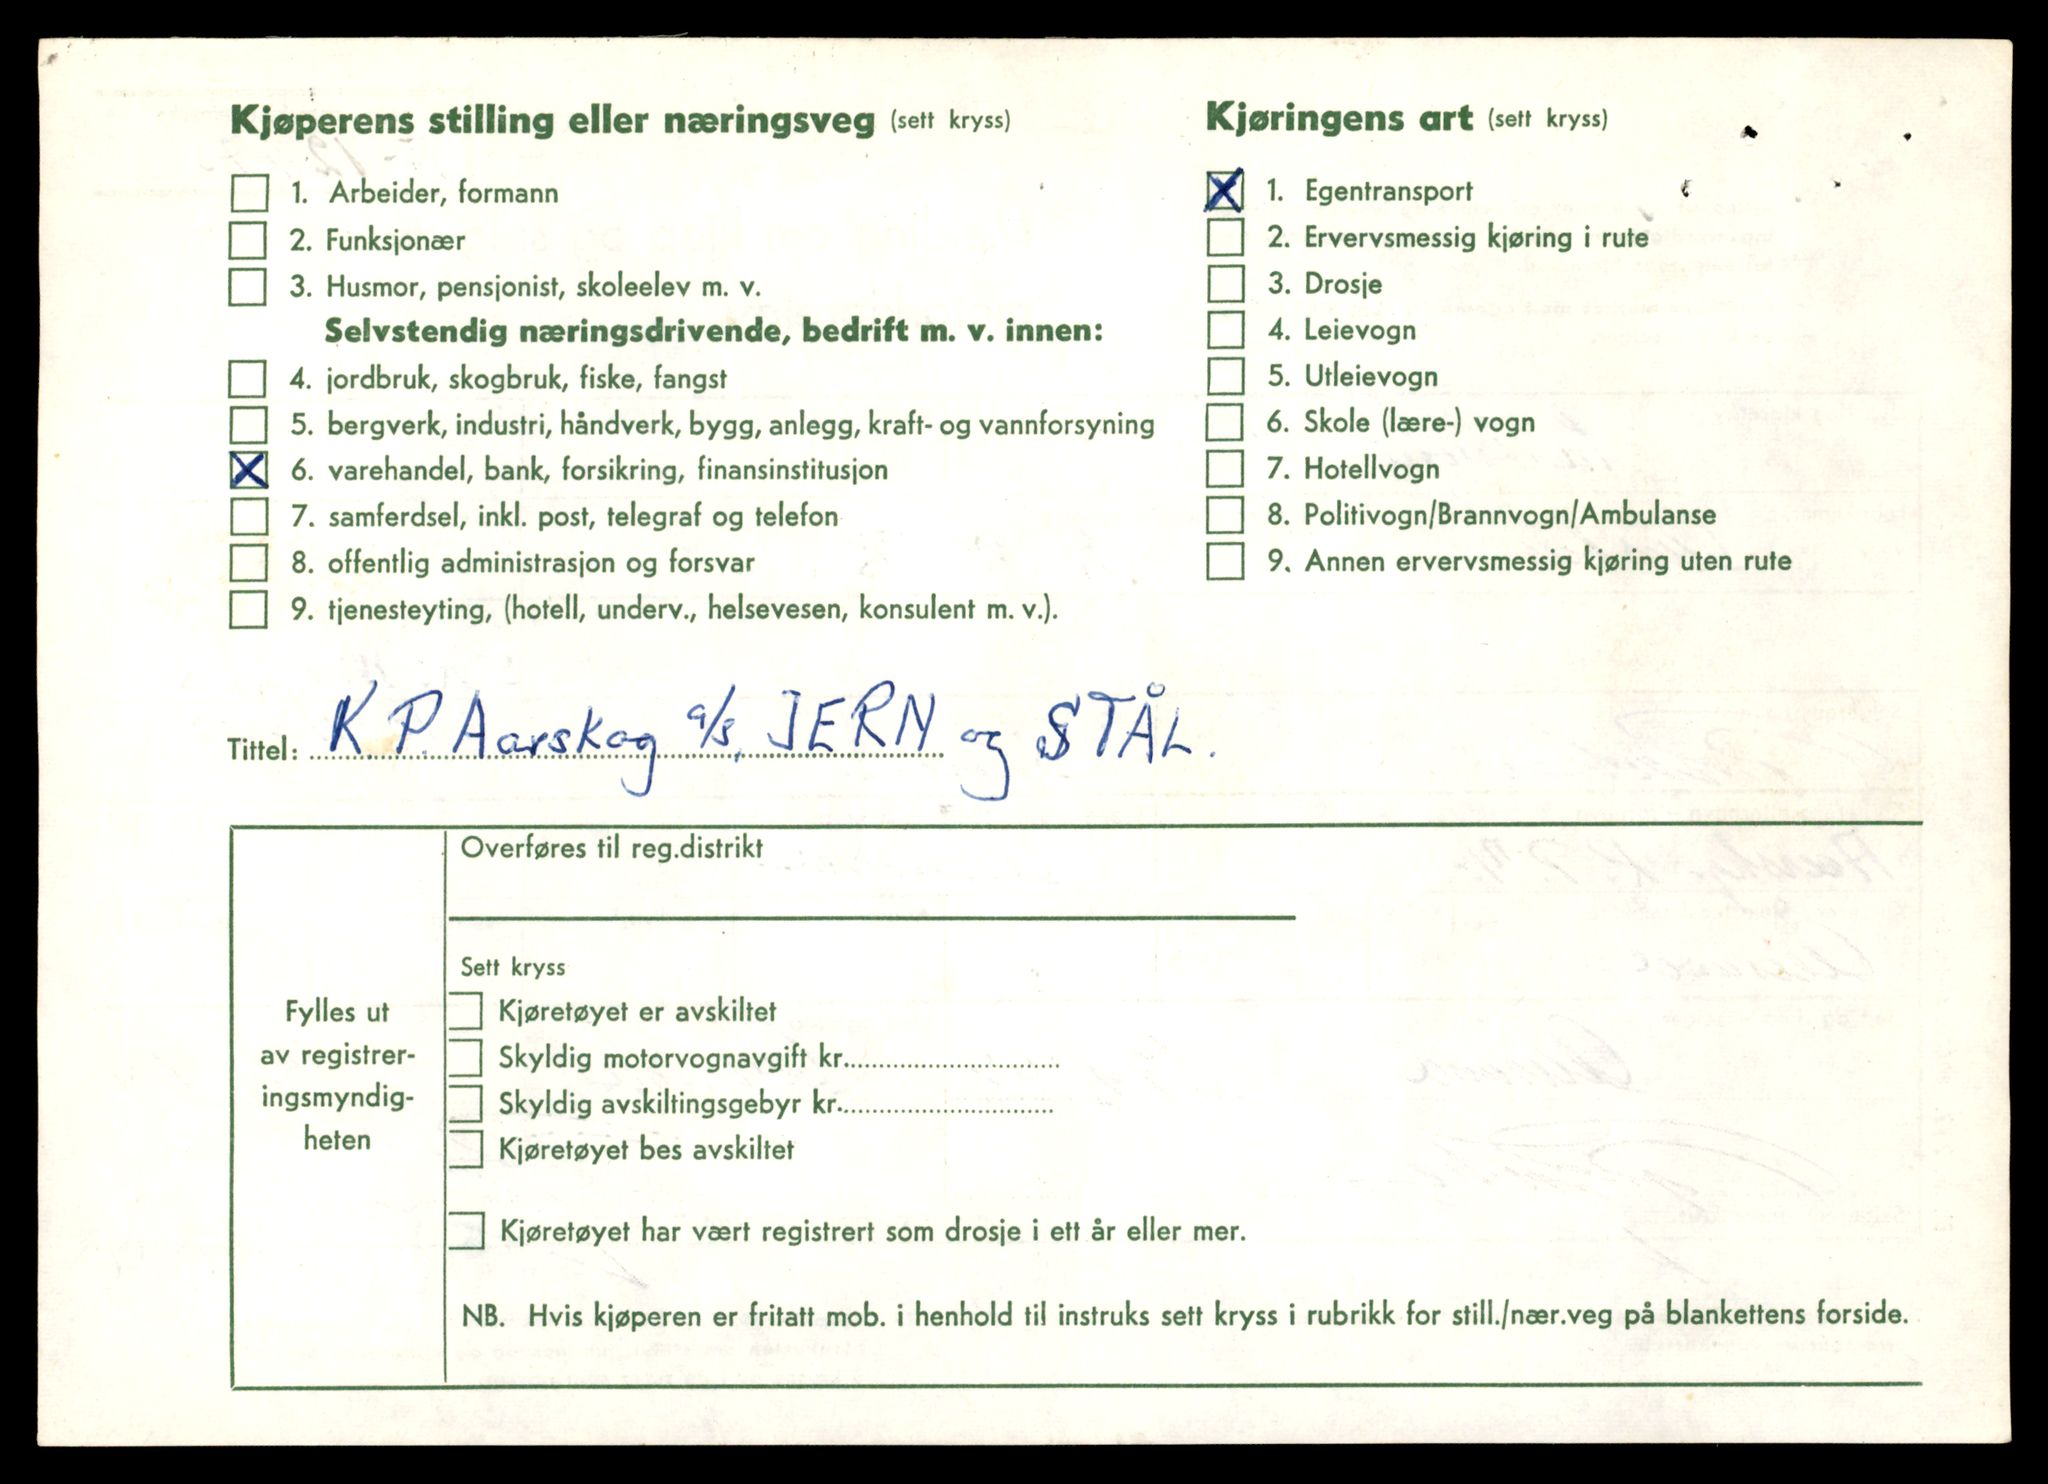 Kjøperens stilling eller næringsveg (sett kryss)
1. Arbeider, formann
2. Funksjonær
3. Husmor, pensjonist, skoleelev m. v.
Selvstendig næringsdrivende, bedrift m. v. innen:
4. jordbruk, skogbruk, fiske, fangst
5. bergverk, industri, håndverk, bygg, anlegg, kraft- og vannforsyning
X 6. varehandel, bank, forsikring, finansinstitusjon
7. samferdsel, inkl. post, telegraf og telefon
8. offentlig administrasjon og forsvar
9. tjenesteyting, (hotell, underv., helsevesen, konsulent m. v.).
Kjøringens art (sett kryss)
X 1. Egentransport
2. Ervervsmessig kjøring i rute
3. Drosje
4. Leievogn
5. Utleievogn
6. Skole (lære-) vogn
7. Hotellvogn
8. Politivogn/Brannvogn/Ambulanse
9. Annen ervervsmessig kjøring uten rute
Tittel: K. P. Aarskog a/s, JERN og STÅL.
Fylles ut
av registrer-
ingsmyndig-
heten
Overføres til reg.distrikt
Sett kryss
Kjøretøyet er avskiltet
Skyldig motorvognavgift kr.
Skyldig avskiltingsgebyr kr.
Kjøretøyet bes avskiltet
Kjøretøyet har vært registrert som drosje i ett år eller mer.
NB. Hvis kjøperen er fritatt mob. i henhold til instruks sett kryss i rubrikk for still./nær.veg på blankettens forside.